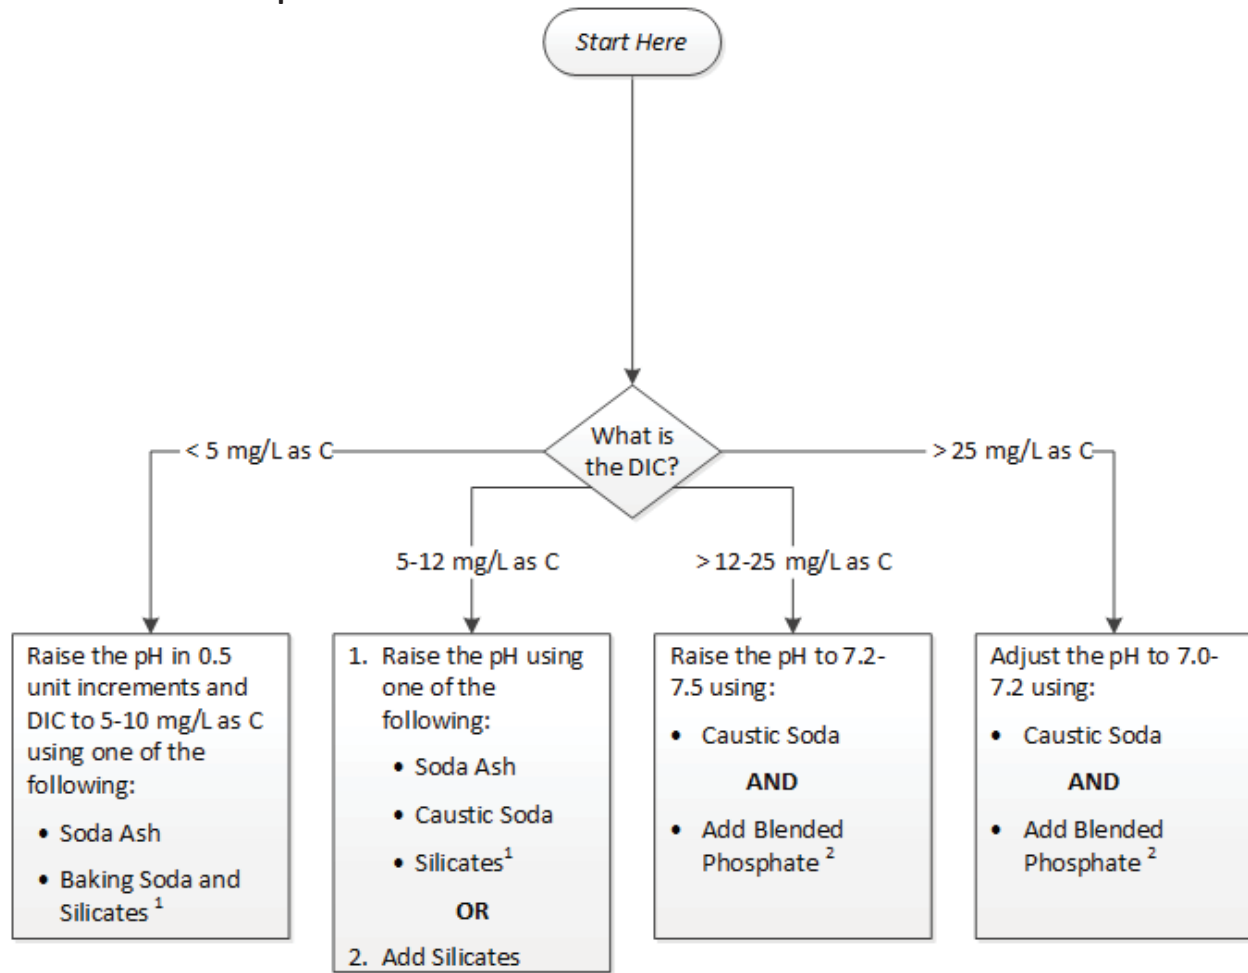 Start Here
What is
the DIC?
< 5 mg/L as C
> 25 mg/L as C
5-12 mg/L as C
> 12-25 mg/L as C
Raise the pH in 0.5
unit increments and
DIC to 5-10 mg/L as C
using one of the
following:
• Soda Ash
• Baking Soda and
Silicates 1
1. Raise the pH using
one of the
following:
• Soda Ash
• Caustic Soda
• Silicates1
OR
2. Add Silicates
Raise the pH to 7.2-
7.5 using:
• Caustic Soda
AND
• Add Blended
Phosphate 2
Adjust the pH to 7.0-
7.2 using:
• Caustic Soda
AND
• Add Blended
Phosphate 2